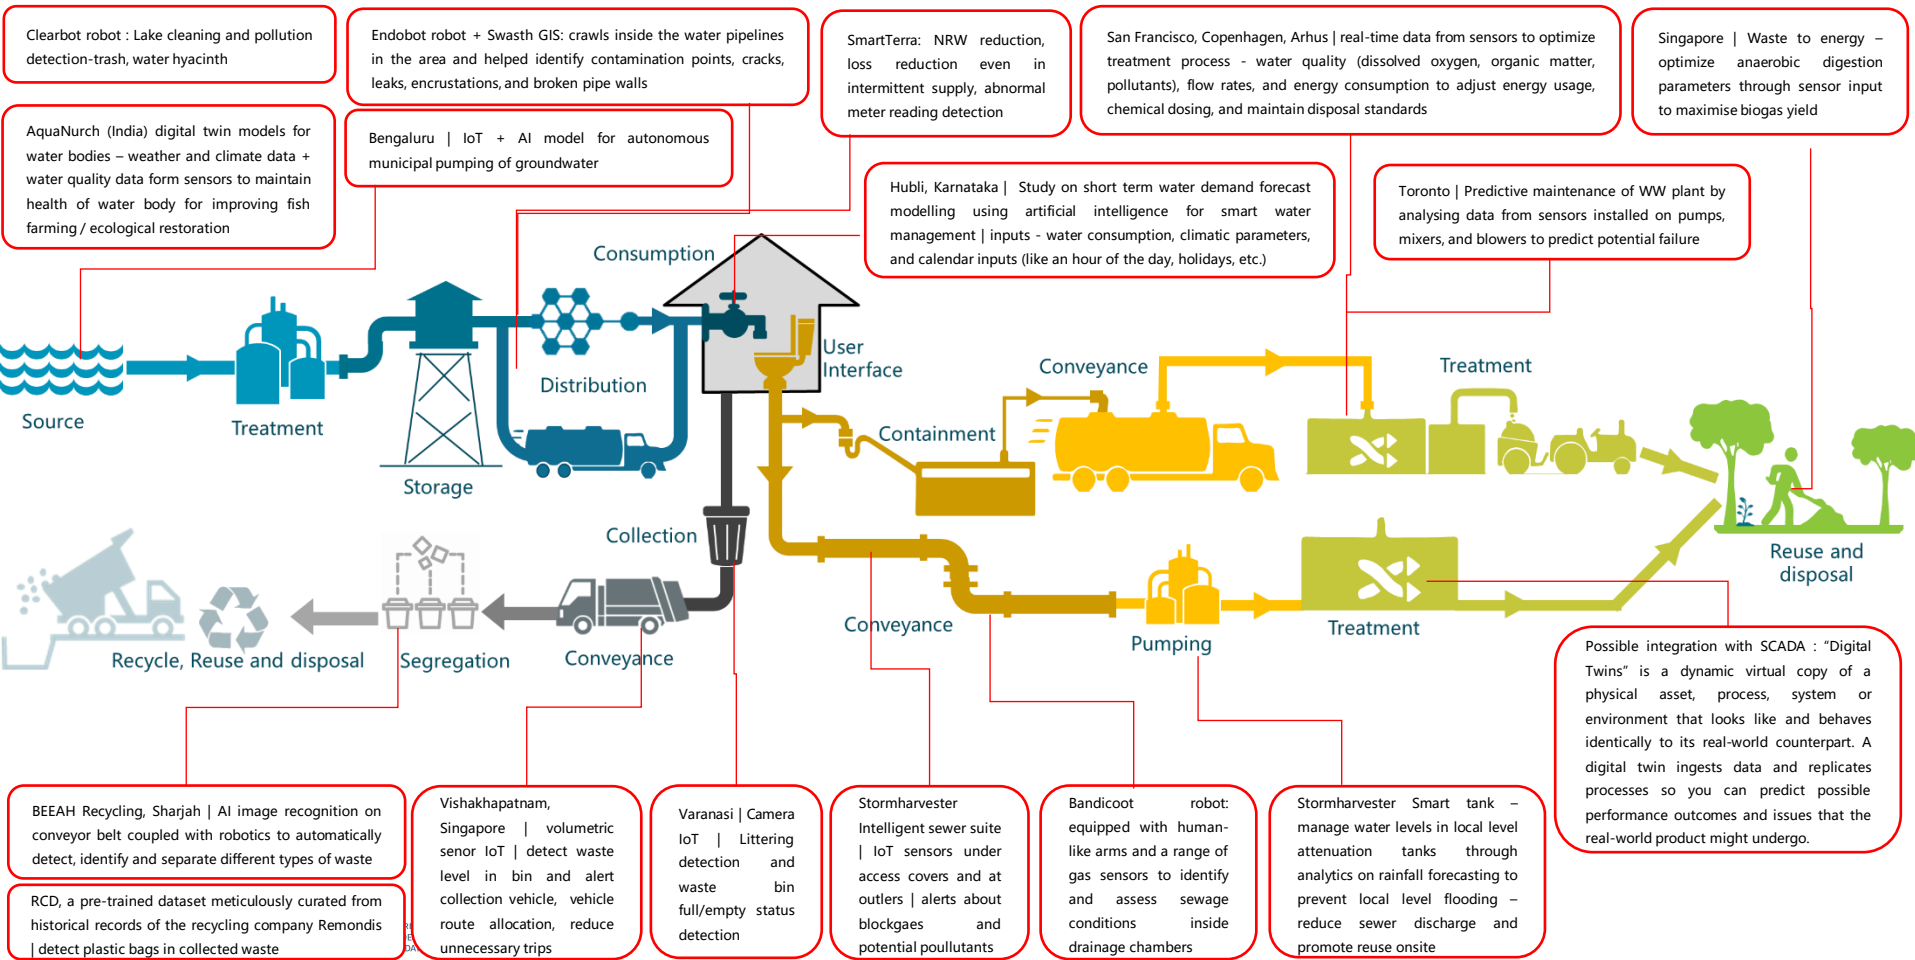 Clearbot robot : Lake cleaning and pollution
detection-trash, water hyacinth
Endobot robot + Swasth GIS: crawls inside the water pipelines
in the area and helped identify contamination points, cracks,
leaks, encrustations, and broken pipe walls
SmartTerra: NRW reduction,
loss reduction even in
intermittent supply, abnormal
meter reading detection
San Francisco, Copenhagen, Arhus | real-time data from sensors to optimize
treatment process - water quality (dissolved oxygen, organic matter,
pollutants), flow rates, and energy consumption to adjust energy usage,
chemical dosing, and maintain disposal standards
Singapore | Waste to energy –
optimize anaerobic digestion
parameters through sensor input
to maximise biogas yield
AquaNurch (India) digital twin models for
water bodies – weather and climate data +
water quality data form sensors to maintain
health of water body for improving fish
farming / ecological restoration
Bengaluru | IoT + AI model for autonomous
municipal pumping of groundwater
Hubli, Karnataka | Study on short term water demand forecast
modelling using artificial intelligence for smart water
management | inputs - water consumption, climatic parameters,
and calendar inputs (like an hour of the day, holidays, etc.)
Toronto | Predictive maintenance of WW plant by
analysing data from sensors installed on pumps,
mixers, and blowers to predict potential failure
Consumption
User
Interface
Distribution
Source
Treatment
Storage
Conveyance
Treatment
Containment
Collection
Reuse and
disposal
Conveyance
Pumping
Treatment
Recycle, Reuse and disposal
Segregation
Conveyance
Possible integration with SCADA : “Digital
Twins” is a dynamic virtual copy of a
physical asset, process, system or
environment that looks like and behaves
identically to its real-world counterpart. A
digital twin ingests data and replicates
processes so you can predict possible
performance outcomes and issues that the
real-world product might undergo.
BEEAH Recycling, Sharjah | AI image recognition on
conveyor belt coupled with robotics to automatically
detect, identify and separate different types of waste
RCD, a pre-trained dataset meticulously curated from
historical records of the recycling company Remondis
| detect plastic bags in collected waste
Vishakhapatnam,
Singapore | volumetric
senor IoT | detect waste
level in bin and alert
collection vehicle, vehicle
route allocation, reduce
unnecessary trips
Varanasi | Camera
IoT | Littering
detection and
waste bin
full/empty status
detection
Stormharvester
Intelligent sewer suite
| IoT sensors under
access covers and at
outlers | alerts about
blockgaes and
potential poullutants
Bandicoot robot:
equipped with human-
like arms and a range of
gas sensors to identify
and assess sewage
conditions inside
drainage chambers
Stormharvester Smart tank –
manage water levels in local level
attenuation tanks through
analytics on rainfall forecasting to
prevent local level flooding –
reduce sewer discharge and
promote reuse onsite